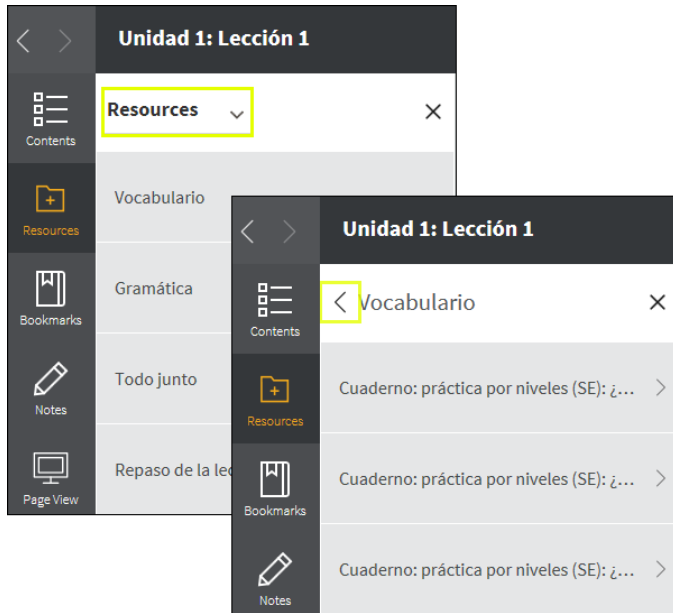 Unidad 1: Lección 1
Resources
Contents
Vocabulario
Resources
Gramática
Bookmarks
Todo junto
Notes
Repaso de la lec
Page View
Unidad 1: Lección 1
Vocabulario
Contents
Cuaderno: práctica por niveles (SE): ¿...
Resources
Cuaderno: práctica por niveles (SE): ¿...
Bookmarks
Cuaderno: práctica por niveles (SE): ¿...
Notes